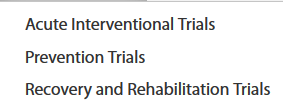 Acute Interventional Trials
Prevention Trials
Recovery and Rehabilitation Trials